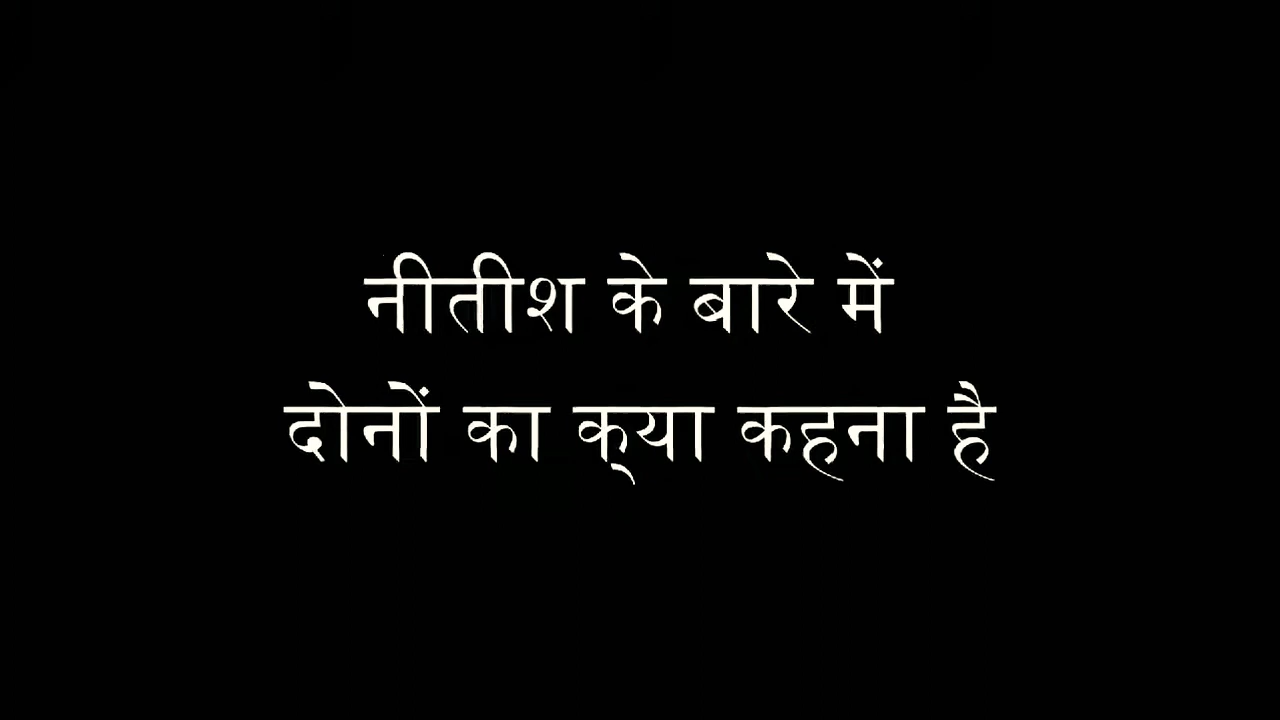 नीतीश के बारे में
दोनों का क्या कहना है